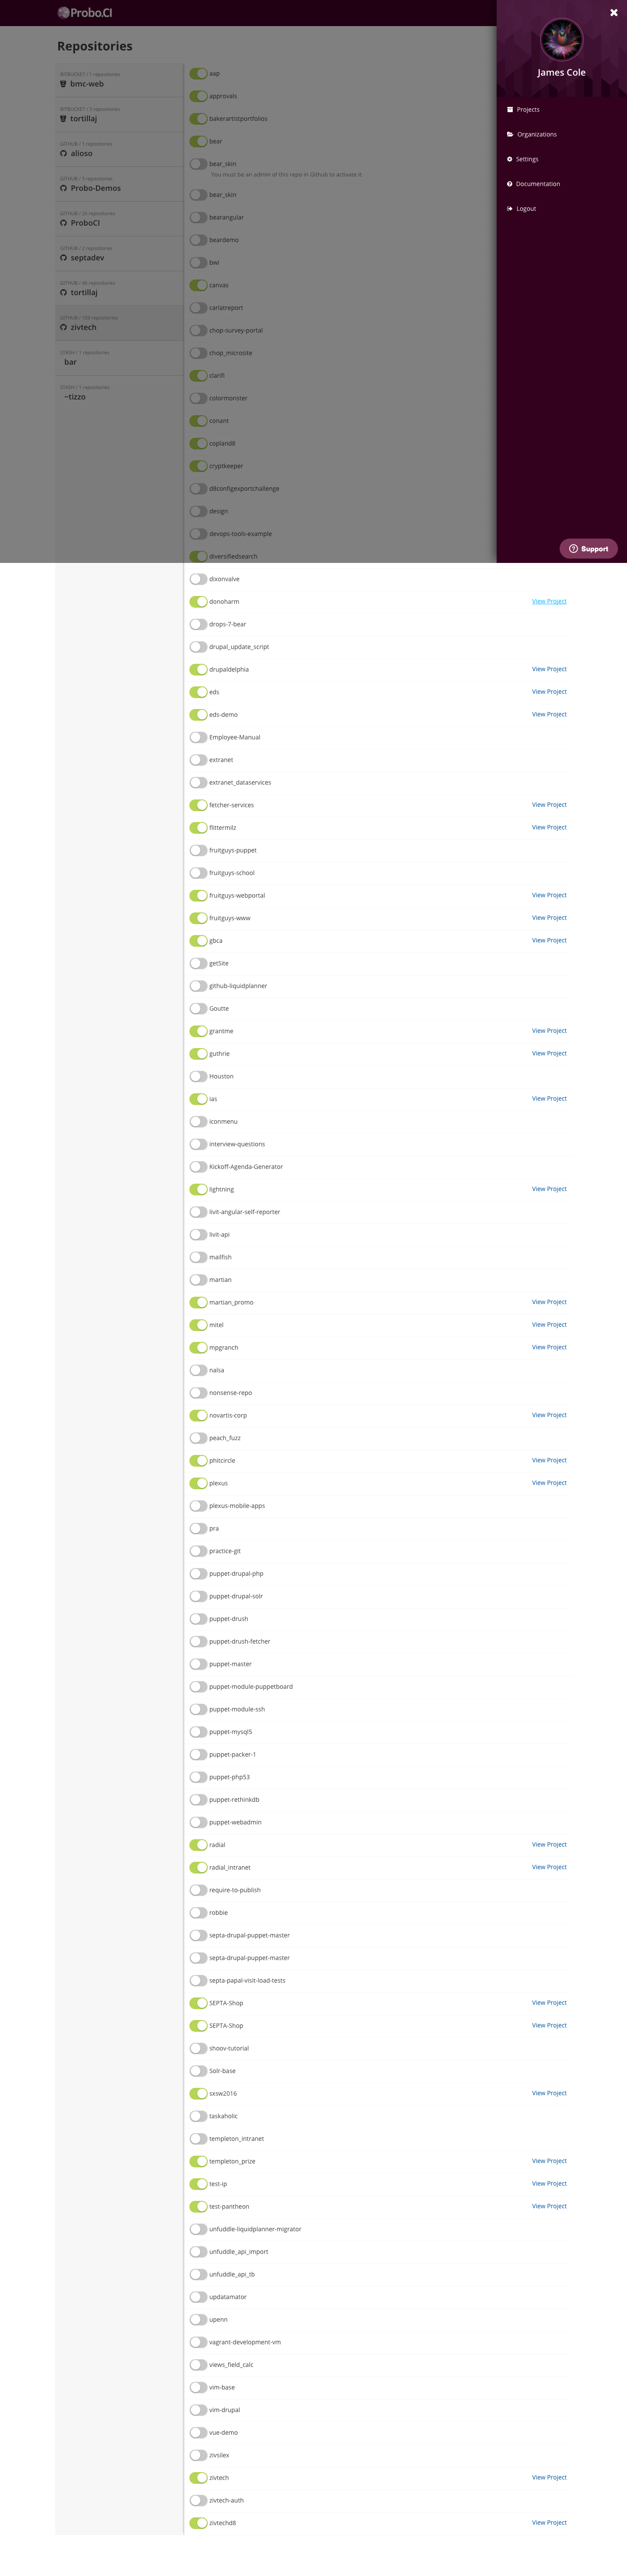 Probo.CI
Repositories
BITBUCKET / 1 repositories
bmc-web
BITBUCKET / 3 repositories
tortillaj
GITHUB / 1 repositories
alioso
GITHUB / 5 repositories
Probo-Demos
GITHUB / 26 repositories
ProboCI
GITHUB / 2 repositories
septadev
GITHUB / 40 repositories
tortillaj
GITHUB / 100 repositories
zivtech
STASH / 1 repositories
bar
STASH / 1 repositories
~tizzo
aap
approvals
bakerartistportfolios
bear
bear_skin
You must be an admin of this repo in Github to activate it.
bear_skin
bearangular
beardemo
bwl
canvas
cariatreport
chop-survey-portal
chop_microsite
clarifi
colormonster
conant
copland8
cryptkeeper
d8configexportchallenge
design
devops-tools-example
diversifiedsearch
James Cole
Projects
Organizations
Settings
Documentation
Logout
Support
dixonvalve
donoharm View Project
drops-7-bear
drupal_update_script
drupaldelphia View Project
eds View Project
eds-demo View Project
Employee-Manual
extranet
extranet_dataservices
fetcher-services View Project
flittermilz View Project
fruitguys-puppet
fruitguys-school
fruitguys-webportal View Project
fruitguys-www View Project
gbca View Project
getSite
github-liquidplanner
Goutte
grantme View Project
guthrie View Project
Houston
ias View Project
iconmenu
interview-questions
Kickoff-Agenda-Generator
lightning View Project
livit-angular-self-reporter
livit-api
mailfish
martian
martian_promo View Project
mitel View Project
mpgranch View Project
nalsa
nonsense-repo
novartis-corp View Project
peach_fuzz
phitcircle View Project
plexus View Project
plexus-mobile-apps
pra
practice-git
puppet-drupal-php
puppet-drupal-solr
puppet-drush
puppet-drush-fetcher
puppet-master
puppet-module-puppetboard
puppet-module-ssh
puppet-mysql5
puppet-packer-1
puppet-php53
puppet-rethinkdb
puppet-webadmin
radial View Project
radial_intranet View Project
require-to-publish
robbie
septa-drupal-puppet-master
septa-drupal-puppet-master
septa-papal-visit-load-tests
SEPTA-Shop View Project
SEPTA-Shop View Project
shoov-tutorial
Solr-base
sxsw2016 View Project
taskaholic
templeton_intranet
templeton_prize View Project
test-ip View Project
test-pantheon View Project
unfuddle-liquidplanner-migrator
unfuddle_api_import
unfuddle_api_tb
updatamator
upenn
vagrant-development-vm
views_field_calc
vim-base
vim-drupal
vue-demo
zivsilex
zivtech View Project
zivtech-auth
zivtechd8 View Project